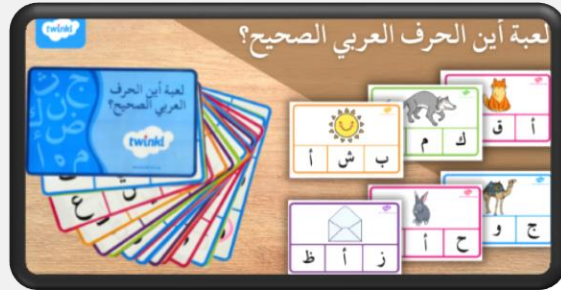 twinkl
لعبة أين الحرف العربي الصحيح؟
لعبة أين الحرف
العربي الصحيح؟
twinkl
أ ق
ك م
ب ش أ
ج و
ح أ
ز أ ظ